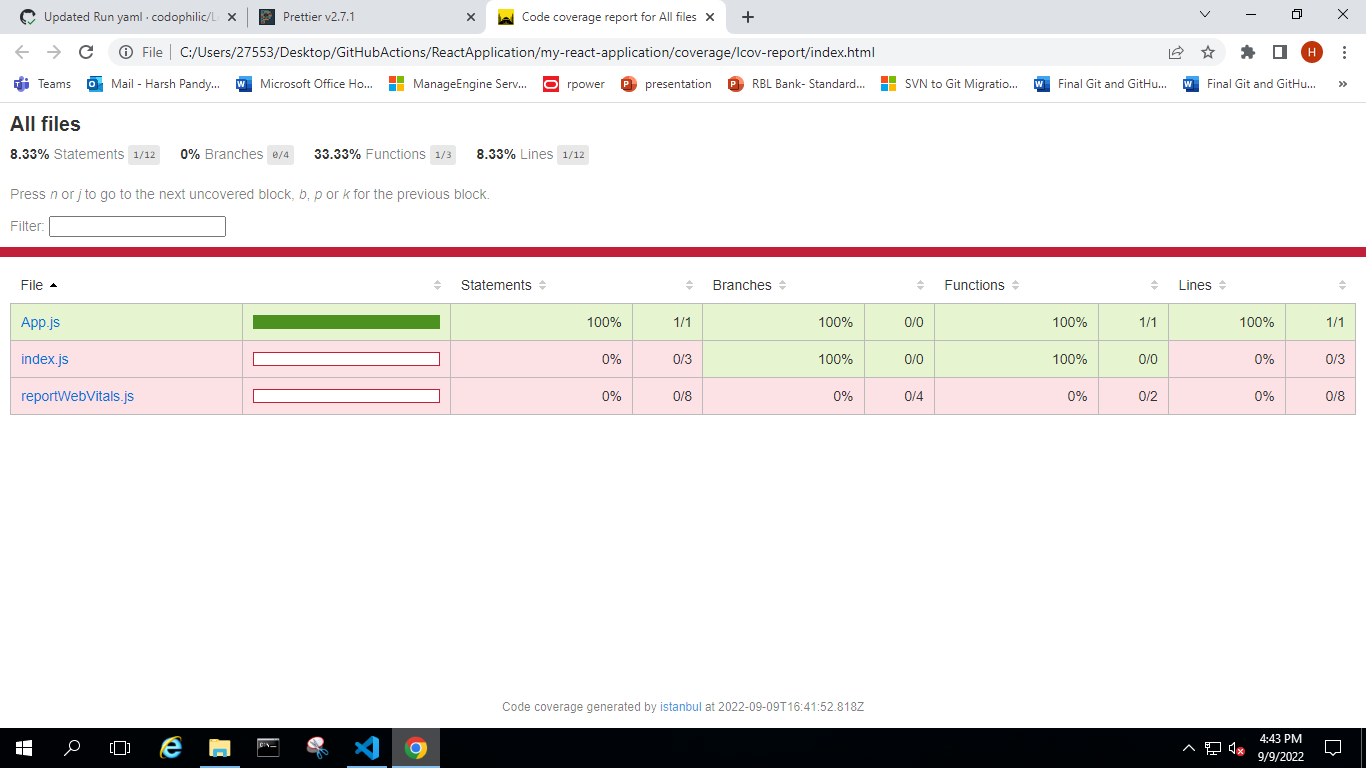 Updated Run yaml · codophilic/L
Prettier v2.7.1
Code coverage report for All files
File
C:/Users/27553/Desktop/GitHubActions/ReactApplication/my-react-application/coverage/lcov-report/index.html
H
Teams
Mail - Harsh Pandy...
Microsoft Office Ho...
ManageEngine Serv...
rpower
presentation
RBL Bank- Standard...
SVN to Git Migratio...
Final Git and GitHu...
Final Git and GitHu...
All files
8.33% Statements 1/12 0% Branches 0/4 33.33% Functions 1/3 8.33% Lines 1/12
Press n or j to go to the next uncovered block, b, p or k for the previous block.
Filter:
File Statements Branches Functions Lines
App.js 100% 1/1 100% 0/0 100% 1/1 100% 1/1
index.js 0% 0/3 100% 0/0 100% 0/0 0% 0/3
reportWebVitals.js 0% 0/8 0% 0/4 0% 0/2 0% 0/8
Code coverage generated by istanbul at 2022-09-09T16:41:52.818Z
4:43 PM
9/9/2022